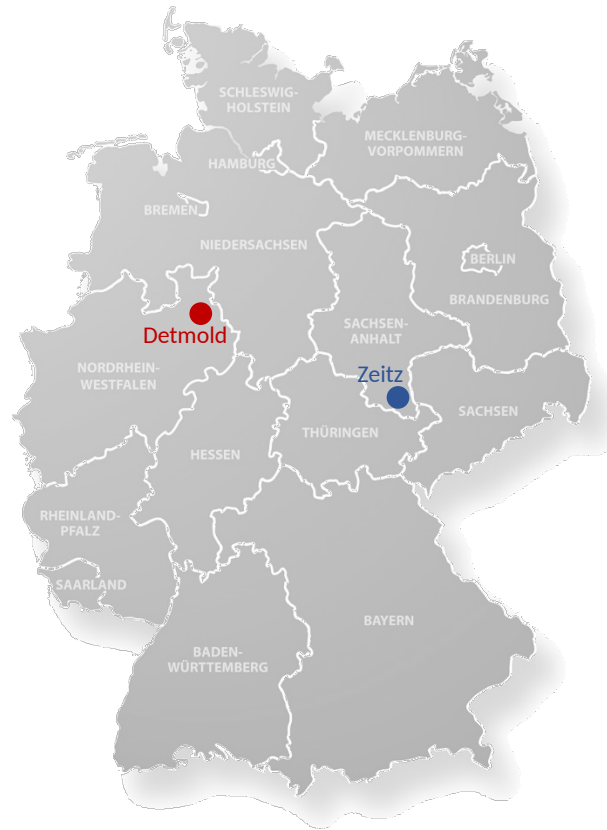 SCHLESWIG-
HOLSTEIN
MECKLENBURG-
VORPOMMERN
HAMBURG
BREMEN
NIEDERSACHSEN
BERLIN
BRANDENBURG
SACHSEN-
ANHALT
Detmold
NORDRHEIN-
WESTFALEN
Zeitz
SACHSEN
THÜRINGEN
HESSEN
RHEINLAND-
PFALZ
SAARLAND
BAYERN
BADEN-
WÜRTTEMBERG